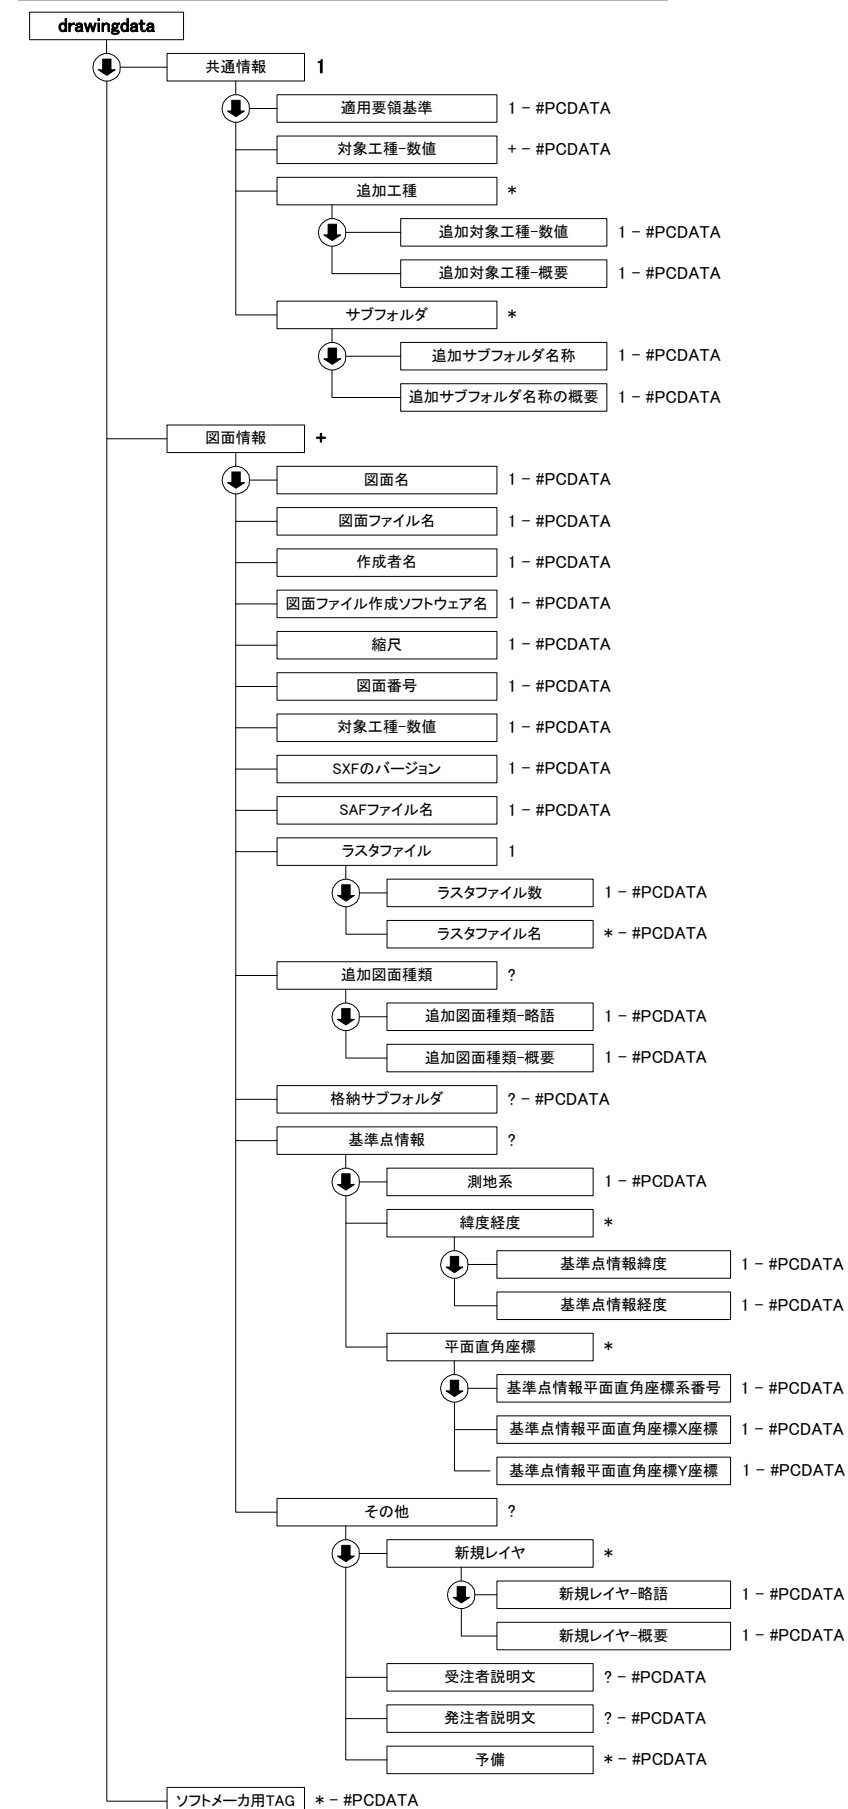 drawingdata
共通情報 1
適用要領基準 1 − #PCDATA
対象工種−数値 + − #PCDATA
追加工種 *
追加対象工種−数値 1 − #PCDATA
追加対象工種−概要 1 − #PCDATA
サブフォルダ *
追加サブフォルダ名称 1 − #PCDATA
追加サブフォルダ名称の概要 1 − #PCDATA
図面情報 +
図面名 1 − #PCDATA
図面ファイル名 1 − #PCDATA
作成者名 1 − #PCDATA
図面ファイル作成ソフトウェア名 1 − #PCDATA
縮尺 1 − #PCDATA
図面番号 1 − #PCDATA
対象工種−数値 1 − #PCDATA
SXFのバージョン 1 − #PCDATA
SAFファイル名 1 − #PCDATA
ラスタファイル 1
ラスタファイル数 1 − #PCDATA
ラスタファイル名 * − #PCDATA
追加図面種類 ?
追加図面種類−略語 1 − #PCDATA
追加図面種類−概要 1 − #PCDATA
格納サブフォルダ ? − #PCDATA
基準点情報 ?
測地系 1 − #PCDATA
緯度経度 *
基準点情報緯度 1 − #PCDATA
基準点情報経度 1 − #PCDATA
平面直角座標 *
基準点情報平面直角座標系番号 1 − #PCDATA
基準点情報平面直角座標X座標 1 − #PCDATA
基準点情報平面直角座標Y座標 1 − #PCDATA
その他 ?
新規レイヤ *
新規レイヤ−略語 1 − #PCDATA
新規レイヤ−概要 1 − #PCDATA
受注者説明文 ? − #PCDATA
発注者説明文 ? − #PCDATA
予備 * − #PCDATA
ソフトメーカ用TAG * − #PCDATA